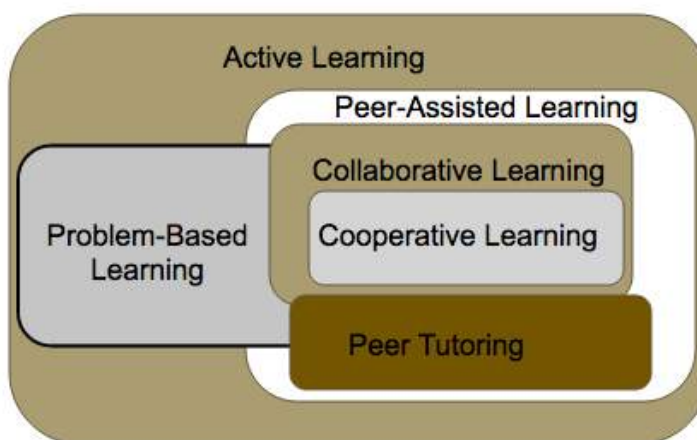 Active Learning
Peer-Assisted Learning
Collaborative Learning
Problem-Based
Learning
Cooperative Learning
Peer Tutoring